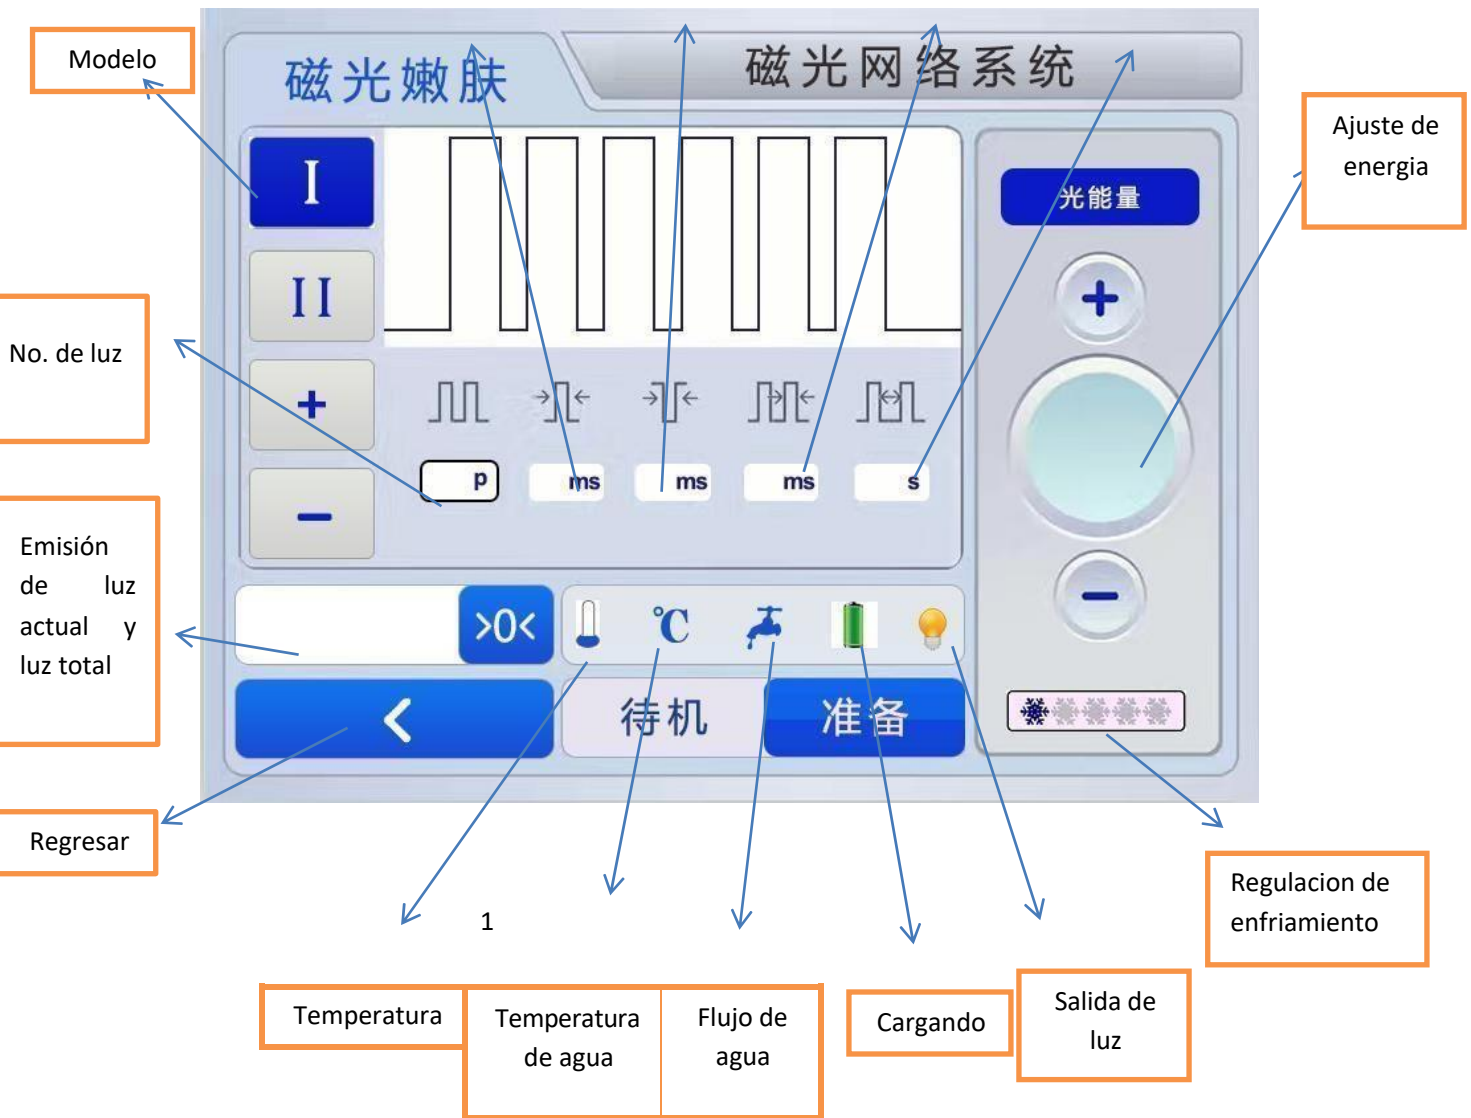 Modelo
磁光嫩肤
磁光网络系统
Ajuste de
energia
I
光能量
II
+
No. de luz
+
p
ms
ms
ms
s
−
Emisión
de luz
actual y
luz total
>0<
℃
−
<
待机
准备
Regresar
Regulacion de
enfriamiento
1
Temperatura
Temperatura
de agua
Flujo de
agua
Cargando
Salida de
luz